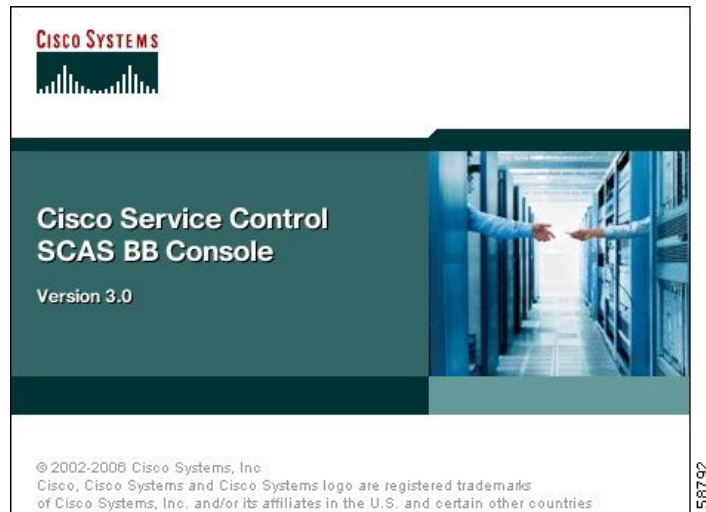 CISCO SYSTEMS
Cisco Service Control
SCAS BB Console
Version 3.0
© 2002-2006 Cisco Systems, Inc
Cisco, Cisco Systems and Cisco Systems logo are registered trademarks
of Cisco Systems, Inc. and/or its affiliates in the U.S. and certain other countries
58792